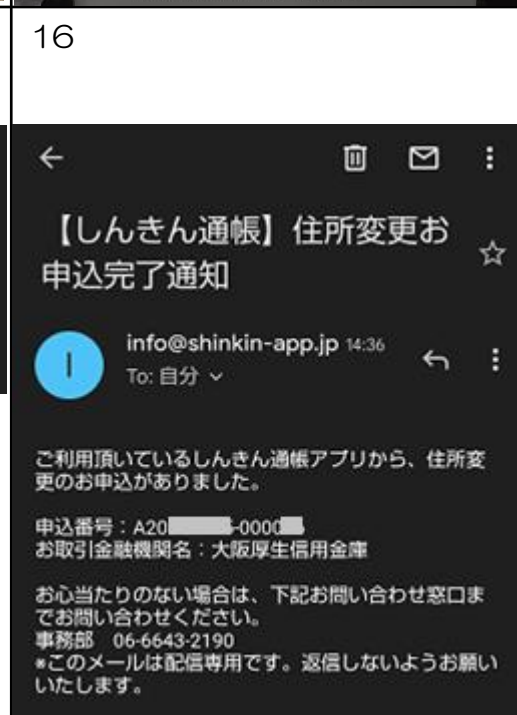 16
【しんきん通帳】住所変更お
申込完了通知
I
info@shinkin-app.jp 14:36
To: 自分
ご利用頂いているしんきん通帳アプリから、住所変
更のお申込がありました。
申込番号:A20 -0000
お取引金融機関名:大阪厚生信用金庫
お心当たりのない場合は、下記お問い合わせ窓口ま
でお問い合わせください。
事務部 06-6643-2190
*このメールは配信専用です。返信しないようお願い
いたします。